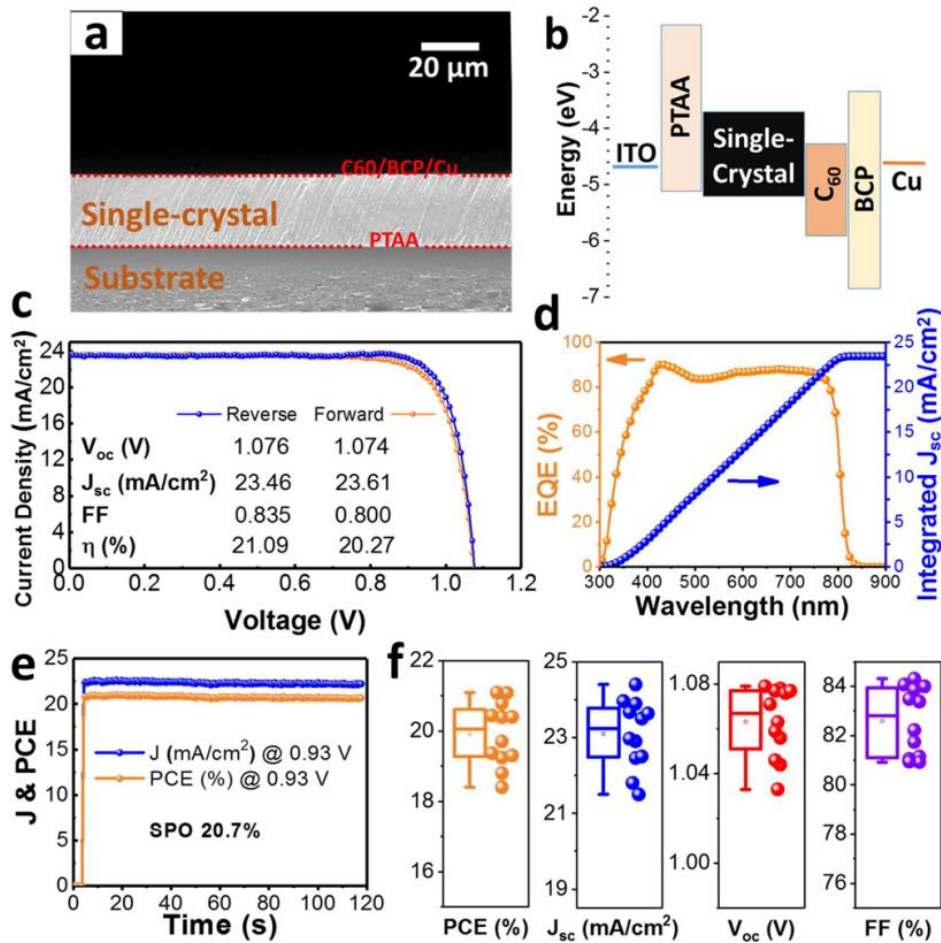 a
20 μm
C60/BCP/Cu
Single-crystal
PTAA
Substrate
b
Energy (eV)
-2
-3
-4
-5
-6
-7
ITO
PTAA
Single-
Crystal
C60
BCP
Cu
c
Current Density (mA/cm²)
24
20
16
12
8
4
0
Reverse Forward
Voc (V) 1.076 1.074
Jsc (mA/cm²) 23.46 23.61
FF 0.835 0.800
η (%) 21.09 20.27
0.0 0.2 0.4 0.6 0.8 1.0 1.2
Voltage (V)
d
EQE (%)
100
80
60
40
20
0
25
20
15
10
5
0
Integrated Jsc (mA/cm²)
300 400 500 600 700 800 900
Wavelength (nm)
e
J & PCE
25
20
15
10
5
0
J (mA/cm²) @ 0.93 V
PCE (%) @ 0.93 V
SPO 20.7%
0 20 40 60 80 100 120
Time (s)
f
22
20
18
16
PCE (%)
25
23
21
19
Jsc (mA/cm²)
1.08
1.04
1.00
Voc (V)
84
82
80
78
76
FF (%)